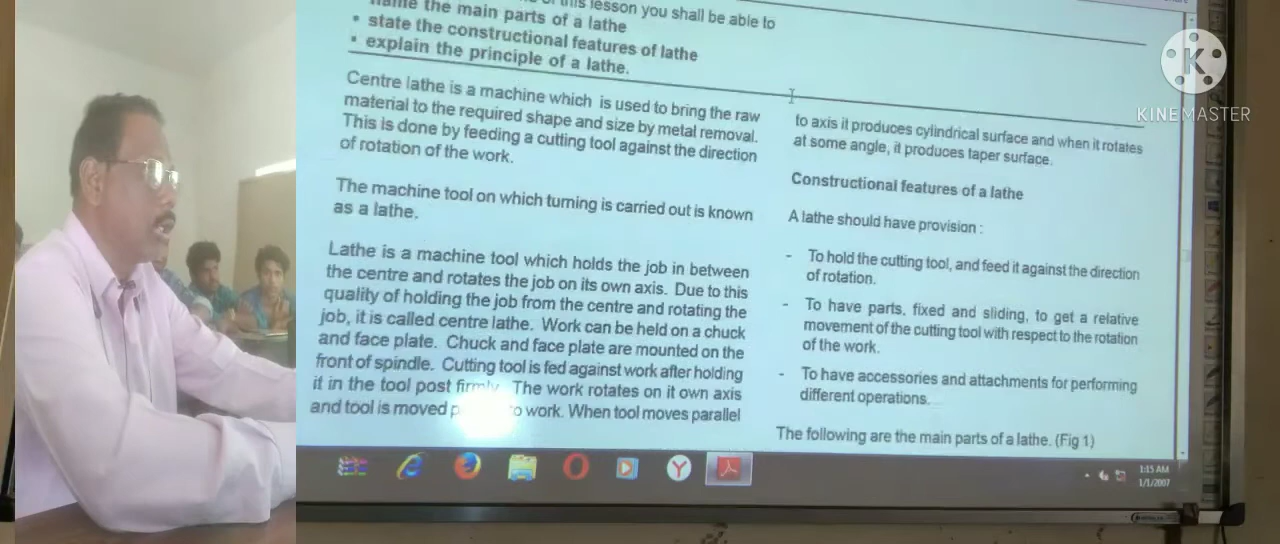 this lesson you shall be able to
name the main parts of a lathe
• state the constructional features of lathe
• explain the principle of a lathe.
Centre lathe is a machine which is used to bring the raw
material to the required shape and size by metal removal.
This is done by feeding a cutting tool against the direction
of rotation of the work.
The machine tool on which turning is carried out is known
as a lathe.
Lathe is a machine tool which holds the job in between
the centre and rotates the job on its own axis. Due to this
quality of holding the job from the centre and rotating the
job, it is called centre lathe. Work can be held on a chuck
and face plate. Chuck and face plate are mounted on the
front of spindle. Cutting tool is fed against work after holding
it in the tool post firmly. The work rotates on it own axis
and tool is moved to work. When tool moves parallel
to axis it produces cylindrical surface and when it rotates
at some angle, it produces taper surface.
Constructional features of a lathe
A lathe should have provision :
- To hold the cutting tool, and feed it against the direction
of rotation.
- To have parts, fixed and sliding, to get a relative
movement of the cutting tool with respect to the rotation
of the work.
- To have accessories and attachments for performing
different operations.
The following are the main parts of a lathe. (Fig 1)
1:15 AM
1/1/2007
K
KINEMASTER